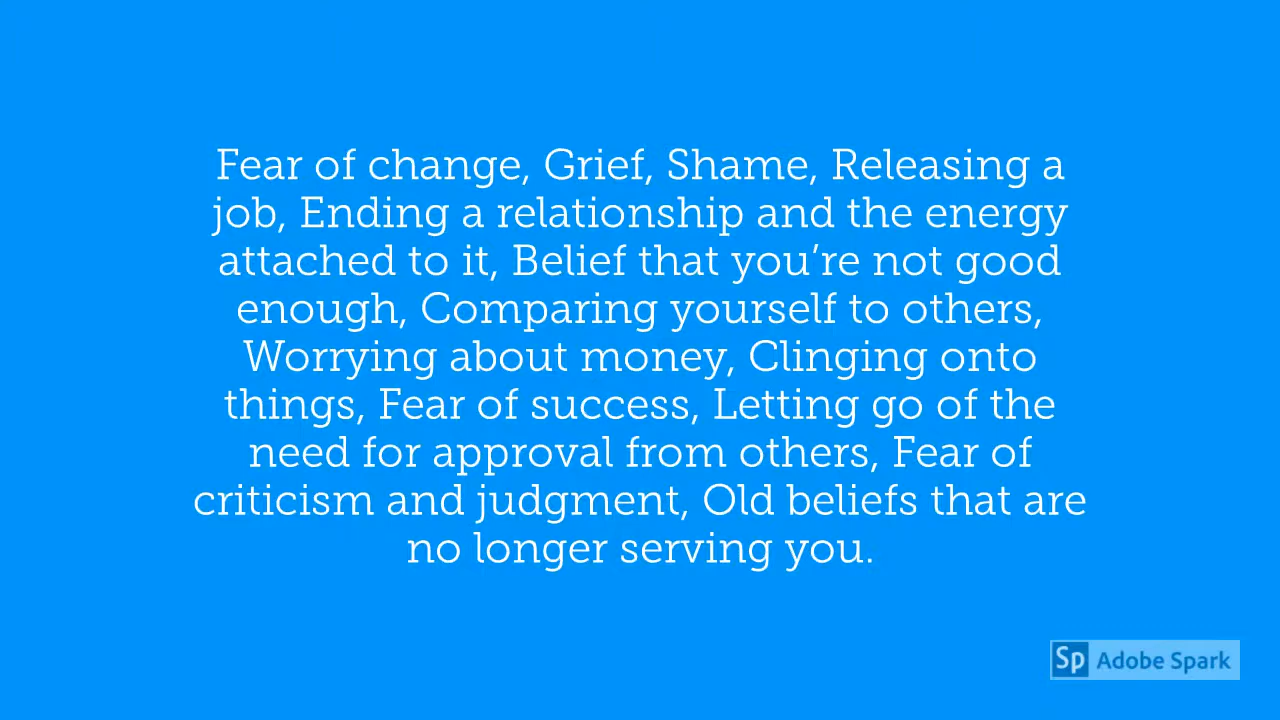 Fear of change, Grief, Shame, Releasing a
job, Ending a relationship and the energy
attached to it, Belief that you’re not good
enough, Comparing yourself to others,
Worrying about money, Clinging onto
things, Fear of success, Letting go of the
need for approval from others, Fear of
criticism and judgment, Old beliefs that are
no longer serving you.
Sp Adobe Spark